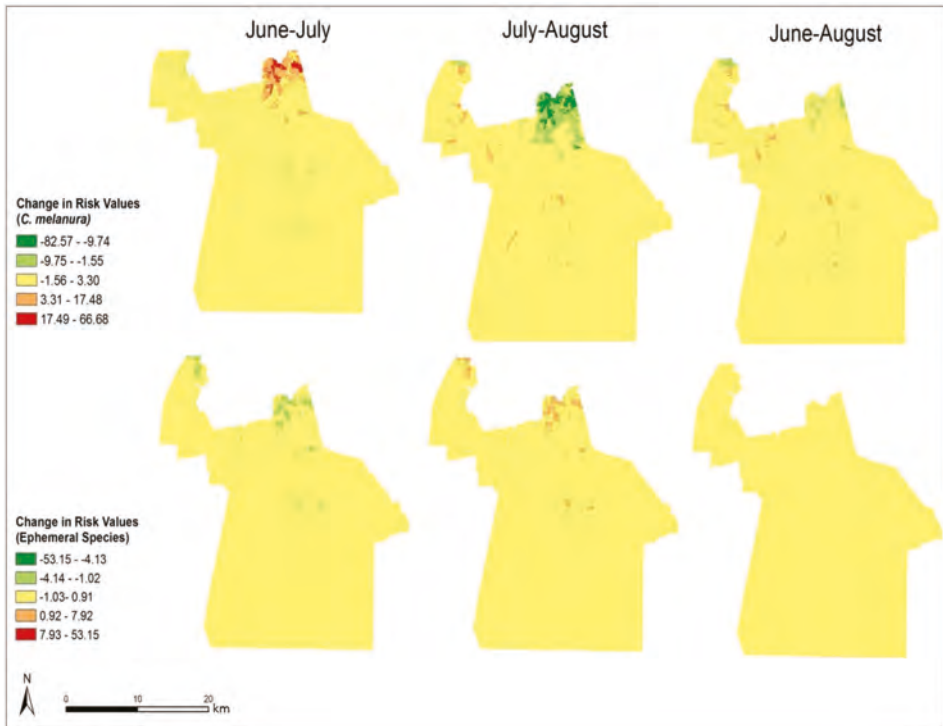 June-July
July-August
June-August
Change in Risk Values
(C. melanura)
-82.57 - -9.74
-9.75 - -1.55
-1.56 - 3.30
3.31 - 17.48
17.49 - 66.68
Change in Risk Values
(Ephemeral Species)
-53.15 - -4.13
-4.14 - -1.02
-1.03- 0.91
0.92 - 7.92
7.93 - 53.15
N
0 10 20
km